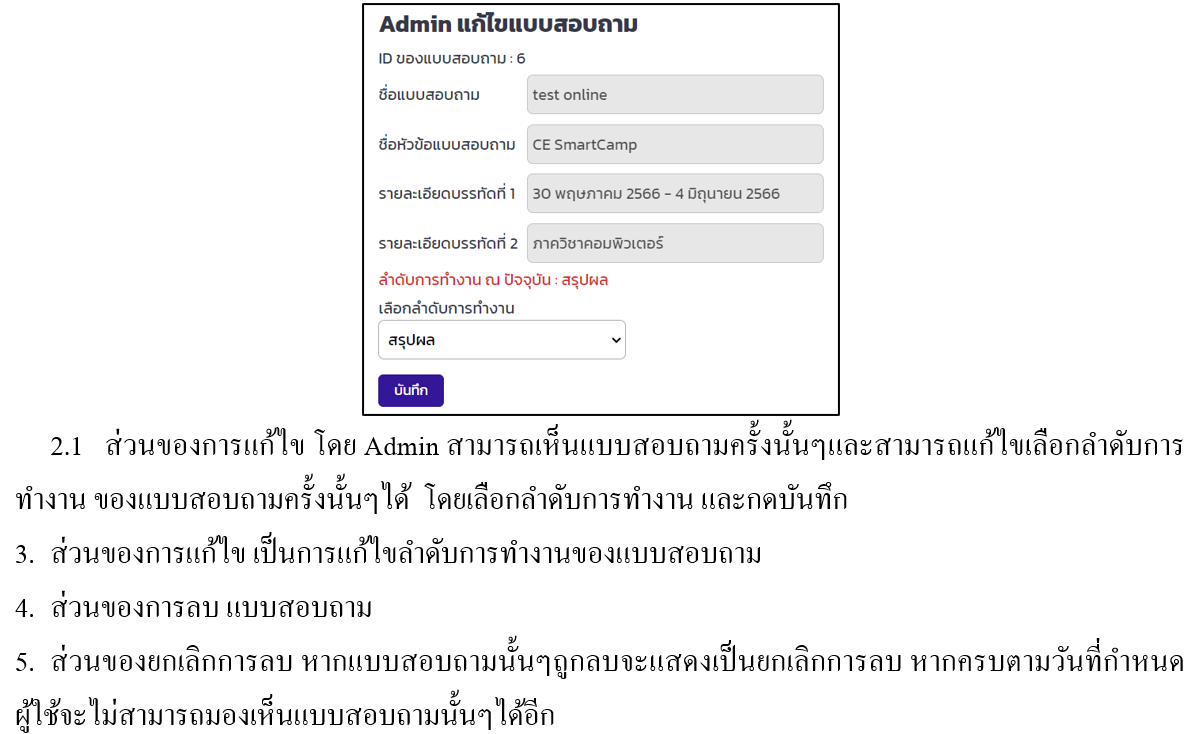 Admin แก้ไขแบบสอบถาม
ID ของแบบสอบถาม : 6
ชื่อแบบสอบถาม test online
ชื่อหัวข้อแบบสอบถาม CE SmartCamp
รายละเอียดบรรทัดที่ 1 30 พฤษภาคม 2566 - 4 มิถุนายน 2566
รายละเอียดบรรทัดที่ 2 ภาควิชาคอมพิวเตอร์
ลำดับการทำงาน ณ ปัจจุบัน : สรุปผล
เลือกลำดับการทำงาน
สรุปผล
บันทึก
2.1 ส่วนของการแก้ไข โดย Admin สามารถเห็นแบบสอบถามครั้งนั้นๆและสามารถแก้ไขเลือกลำดับการ
ทำงาน ของแบบสอบถามครั้งนั้นๆได้ โดยเลือกลำดับการทำงาน และกดบันทึก
3. ส่วนของการแก้ไข เป็นการแก้ไขลำดับการทำงานของแบบสอบถาม
4. ส่วนของการลบ แบบสอบถาม
5. ส่วนของยกเลิกการลบ หากแบบสอบถามนั้นๆถูกลบจะแสดงเป็นยกเลิกการลบ หากครบตามวันที่กำหนด
ผู้ใช้จะไม่สามารถมองเห็นแบบสอบถามนั้นๆได้อีก